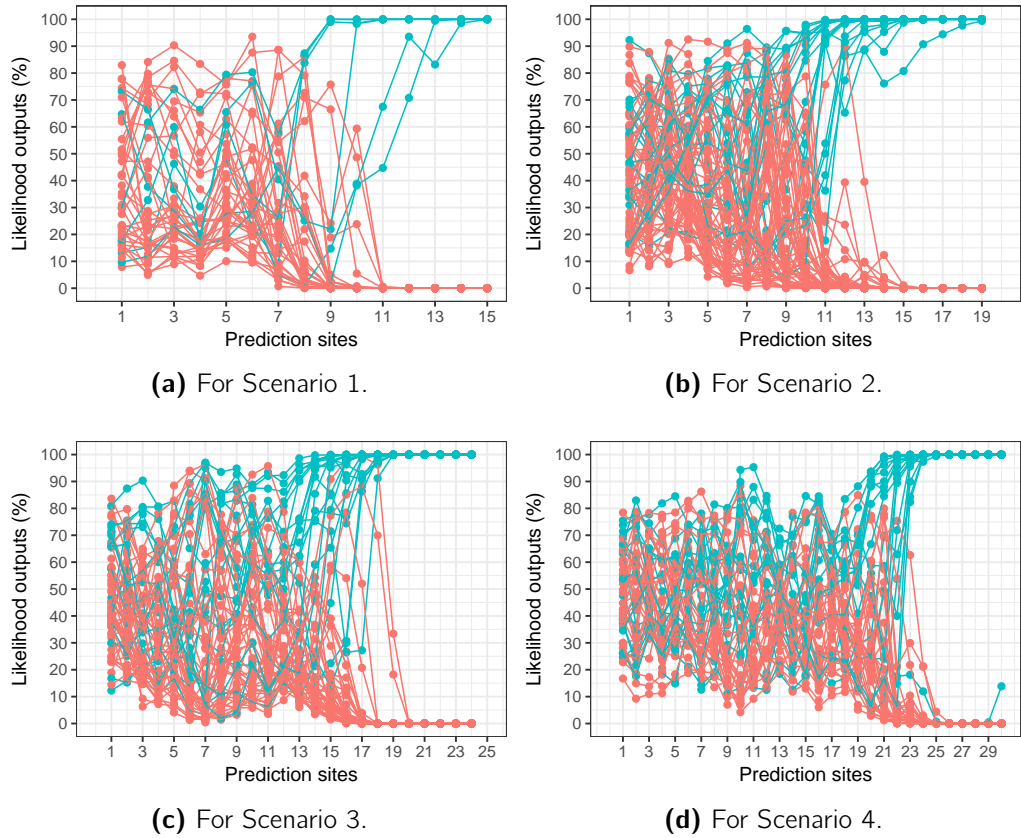 100
90
80
70
60
50
40
30
20
10
0
Likelihood outputs (%)
1 3 5 7 9 11 13 15
Prediction sites
(a) For Scenario 1.
100
90
80
70
60
50
40
30
20
10
0
Likelihood outputs (%)
1 3 5 7 9 11 13 15 17 19
Prediction sites
(b) For Scenario 2.
100
90
80
70
60
50
40
30
20
10
0
Likelihood outputs (%)
1 3 5 7 9 11 13 15 17 19 21 23 25
Prediction sites
(c) For Scenario 3.
100
90
80
70
60
50
40
30
20
10
0
Likelihood outputs (%)
1 3 5 7 9 11 13 15 17 19 21 23 25 27 29
Prediction sites
(d) For Scenario 4.